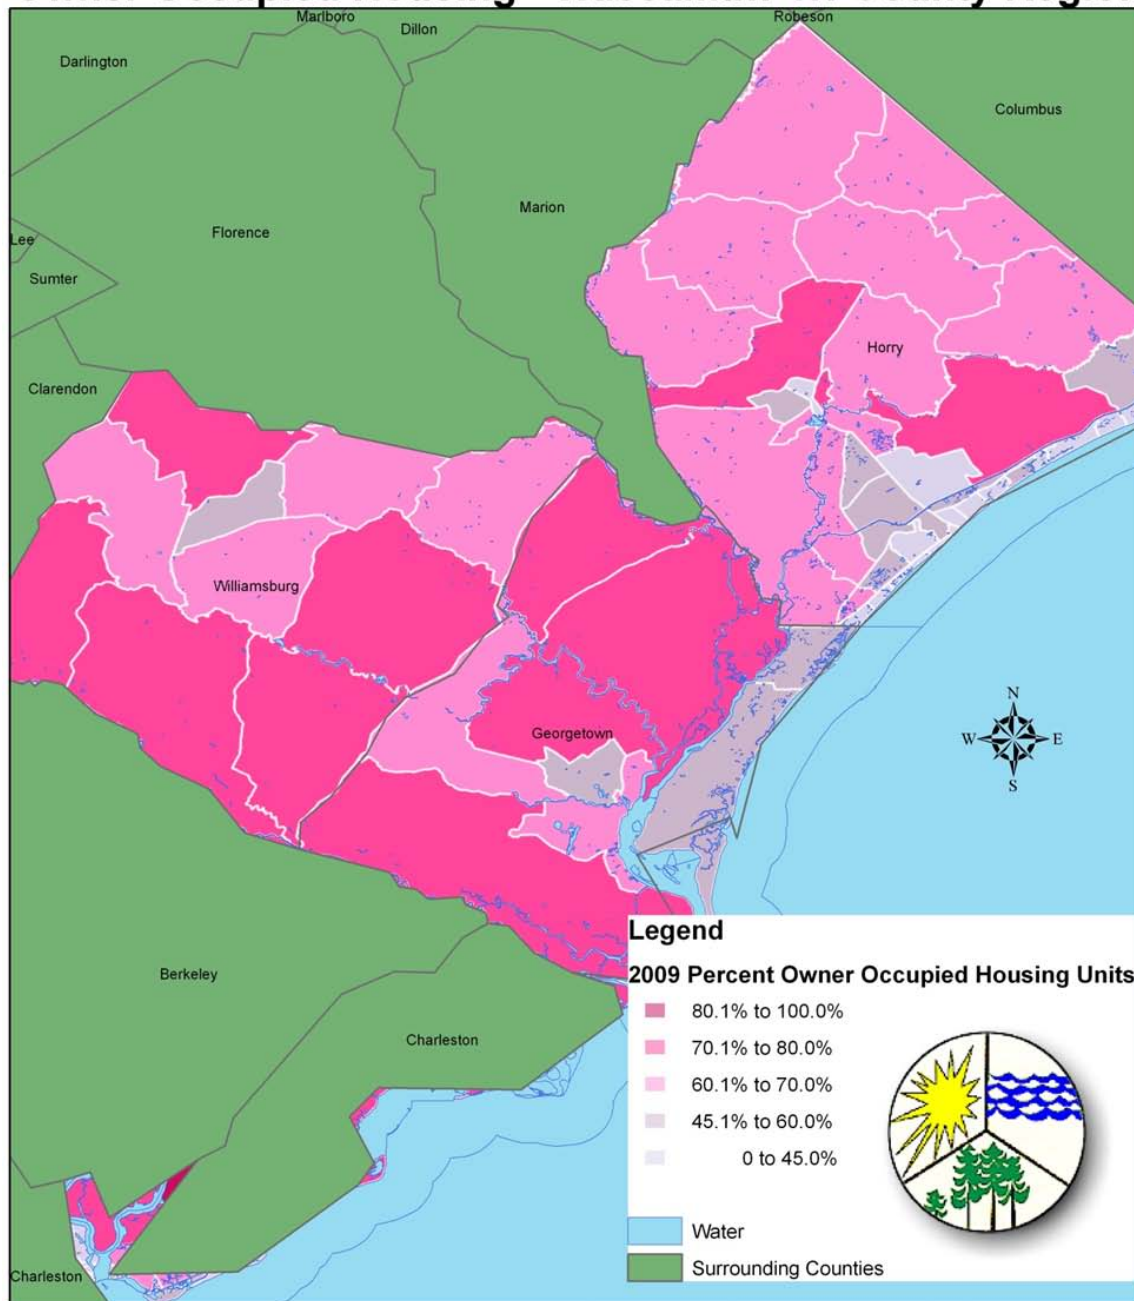 Marlboro
Robeson
Dillon
Darlington
Columbus
Marion
Florence
Lee
Sumter
Horry
Clarendon
Williamsburg
Georgetown
N
W E
S
Berkeley
Charleston
Charleston
Legend
2009 Percent Owner Occupied Housing Units
80.1% to 100.0%
70.1% to 80.0%
60.1% to 70.0%
45.1% to 60.0%
0 to 45.0%
Water
Surrounding Counties